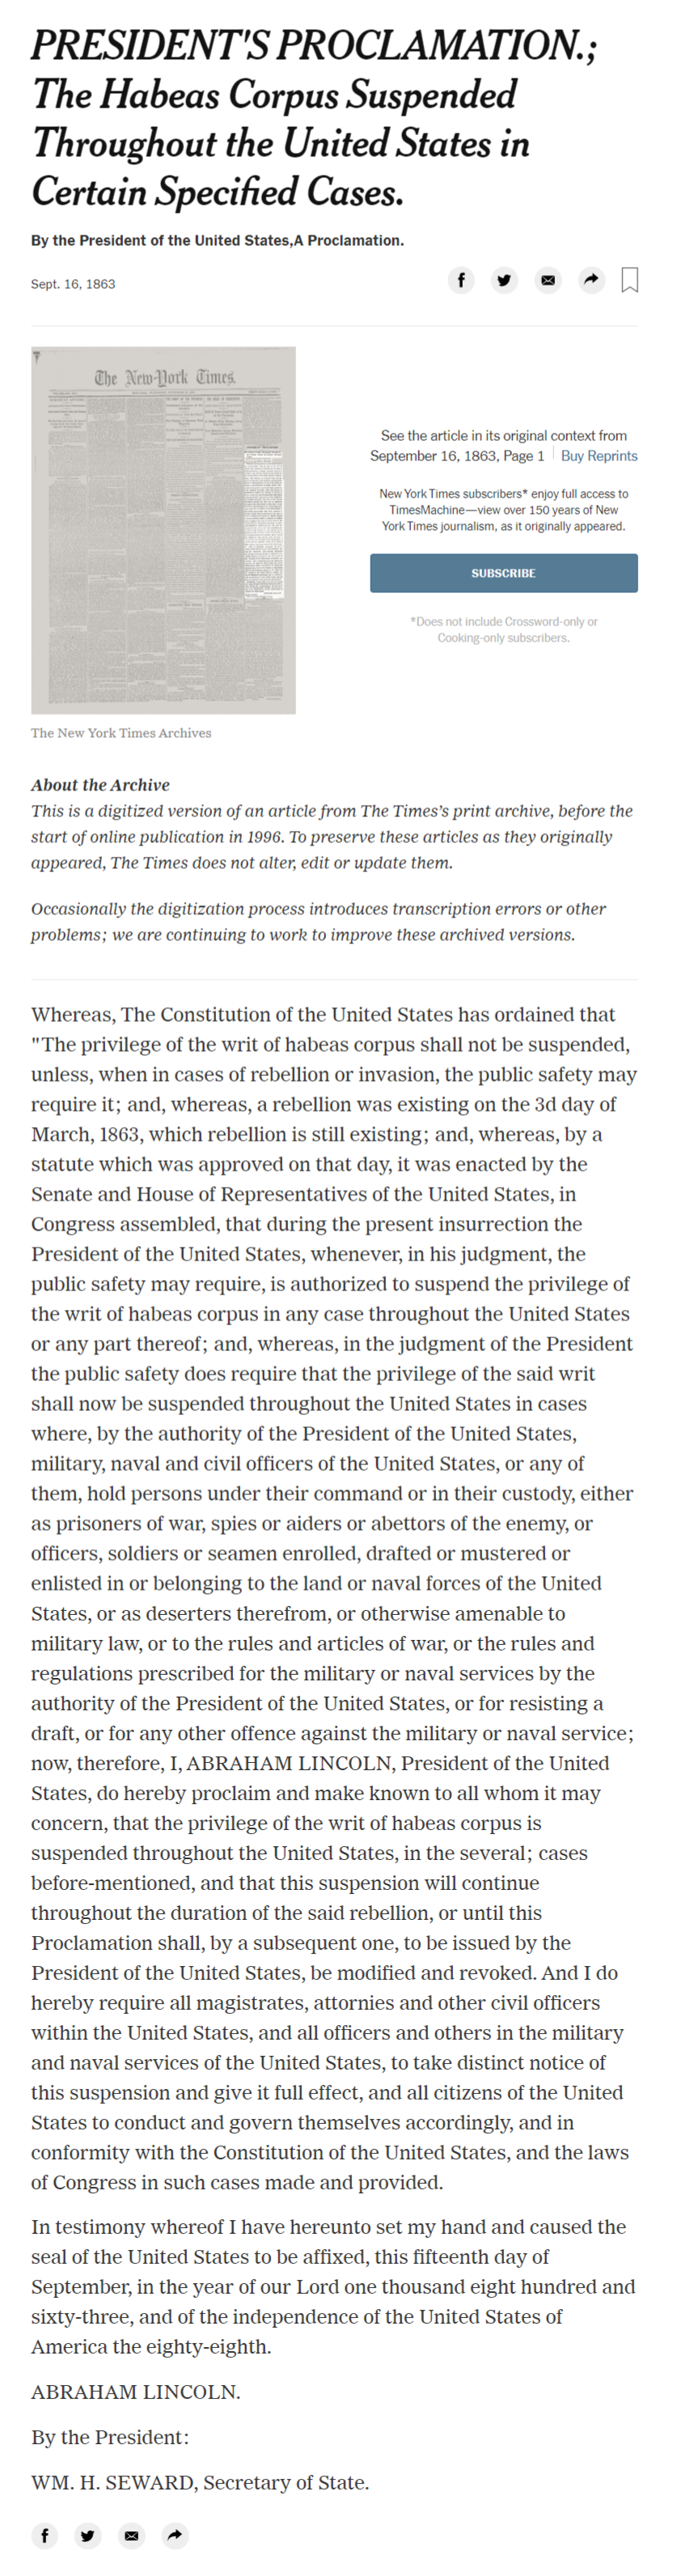 PRESIDENT'S PROCLAMATION.;
The Habeas Corpus Suspended
Throughout the United States in
Certain Specified Cases.
By the President of the United States,A Proclamation.
Sept. 16, 1863
The New-York Times.
See the article in its original context from
September 16, 1863, Page 1 Buy Reprints
New York Times subscribers* enjoy full access to
TimesMachine—view over 150 years of New
York Times journalism, as it originally appeared.
SUBSCRIBE
*Does not include Crossword-only or
Cooking-only subscribers.
The New York Times Archives
About the Archive
This is a digitized version of an article from The Times’s print archive, before the
start of online publication in 1996. To preserve these articles as they originally
appeared, The Times does not alter, edit or update them.
Occasionally the digitization process introduces transcription errors or other
problems; we are continuing to work to improve these archived versions.
Whereas, The Constitution of the United States has ordained that
"The privilege of the writ of habeas corpus shall not be suspended,
unless, when in cases of rebellion or invasion, the public safety may
require it; and, whereas, a rebellion was existing on the 3d day of
March, 1863, which rebellion is still existing; and, whereas, by a
statute which was approved on that day, it was enacted by the
Senate and House of Representatives of the United States, in
Congress assembled, that during the present insurrection the
President of the United States, whenever, in his judgment, the
public safety may require, is authorized to suspend the privilege of
the writ of habeas corpus in any case throughout the United States
or any part thereof; and, whereas, in the judgment of the President
the public safety does require that the privilege of the said writ
shall now be suspended throughout the United States in cases
where, by the authority of the President of the United States,
military, naval and civil officers of the United States, or any of
them, hold persons under their command or in their custody, either
as prisoners of war, spies or aiders or abettors of the enemy, or
officers, soldiers or seamen enrolled, drafted or mustered or
enlisted in or belonging to the land or naval forces of the United
States, or as deserters therefrom, or otherwise amenable to
military law, or to the rules and articles of war, or the rules and
regulations prescribed for the military or naval services by the
authority of the President of the United States, or for resisting a
draft, or for any other offence against the military or naval service;
now, therefore, I, ABRAHAM LINCOLN, President of the United
States, do hereby proclaim and make known to all whom it may
concern, that the privilege of the writ of habeas corpus is
suspended throughout the United States, in the several; cases
before-mentioned, and that this suspension will continue
throughout the duration of the said rebellion, or until this
Proclamation shall, by a subsequent one, to be issued by the
President of the United States, be modified and revoked. And I do
hereby require all magistrates, attornies and other civil officers
within the United States, and all officers and others in the military
and naval services of the United States, to take distinct notice of
this suspension and give it full effect, and all citizens of the United
States to conduct and govern themselves accordingly, and in
conformity with the Constitution of the United States, and the laws
of Congress in such cases made and provided.
In testimony whereof I have hereunto set my hand and caused the
seal of the United States to be affixed, this fifteenth day of
September, in the year of our Lord one thousand eight hundred and
sixty-three, and of the independence of the United States of
America the eighty-eighth.
ABRAHAM LINCOLN.
By the President:
WM. H. SEWARD, Secretary of State.